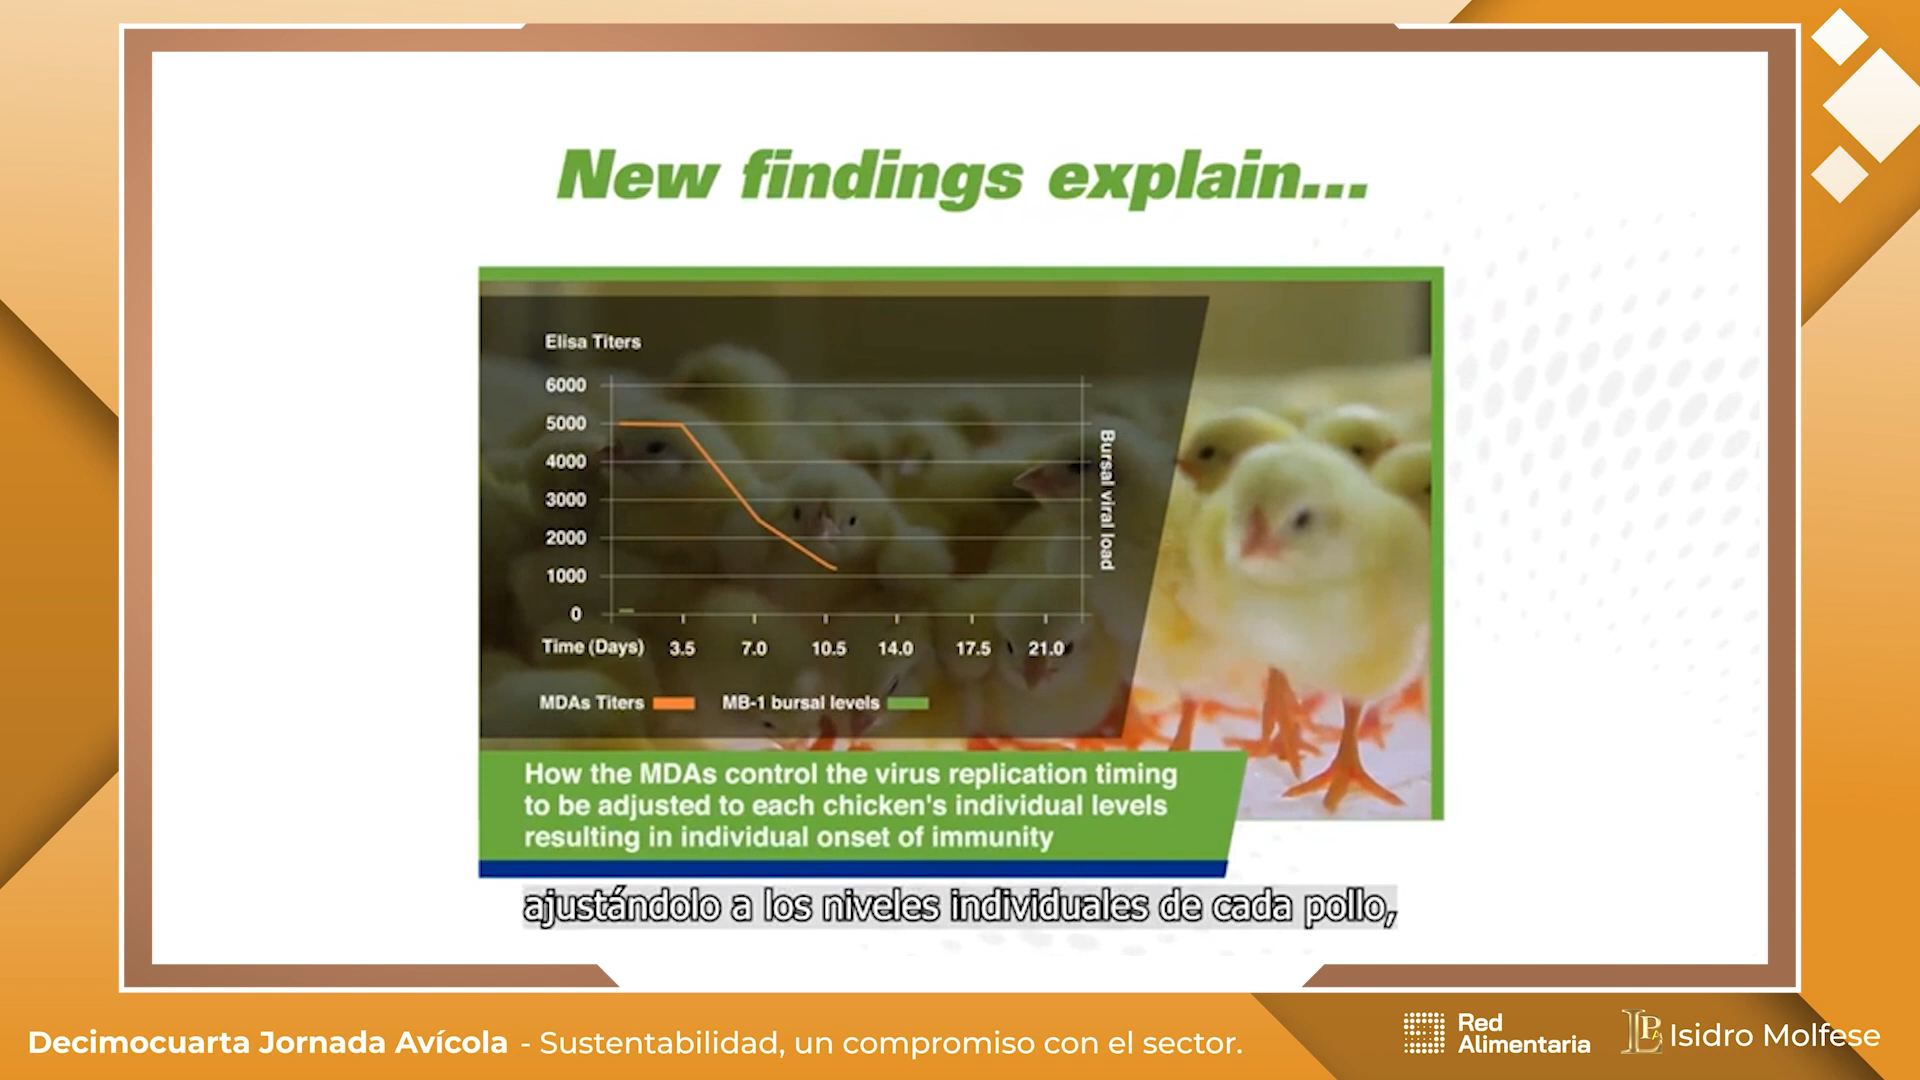 New findings explain...
Elisa Titers
6000
5000
4000
3000
2000
1000
0
Bursal viral load
Time (Days) 3.5 7.0 10.5 14.0 17.5 21.0
MDAs Titers MB-1 bursal levels
How the MDAs control the virus replication timing
to be adjusted to each chicken's individual levels
resulting in individual onset of immunity
ajustándolo a los niveles individuales de cada pollo,
Decimocuarta Jornada Avícola - Sustentabilidad, un compromiso con el sector.
Red
Alimentaria
Isidro Molfese